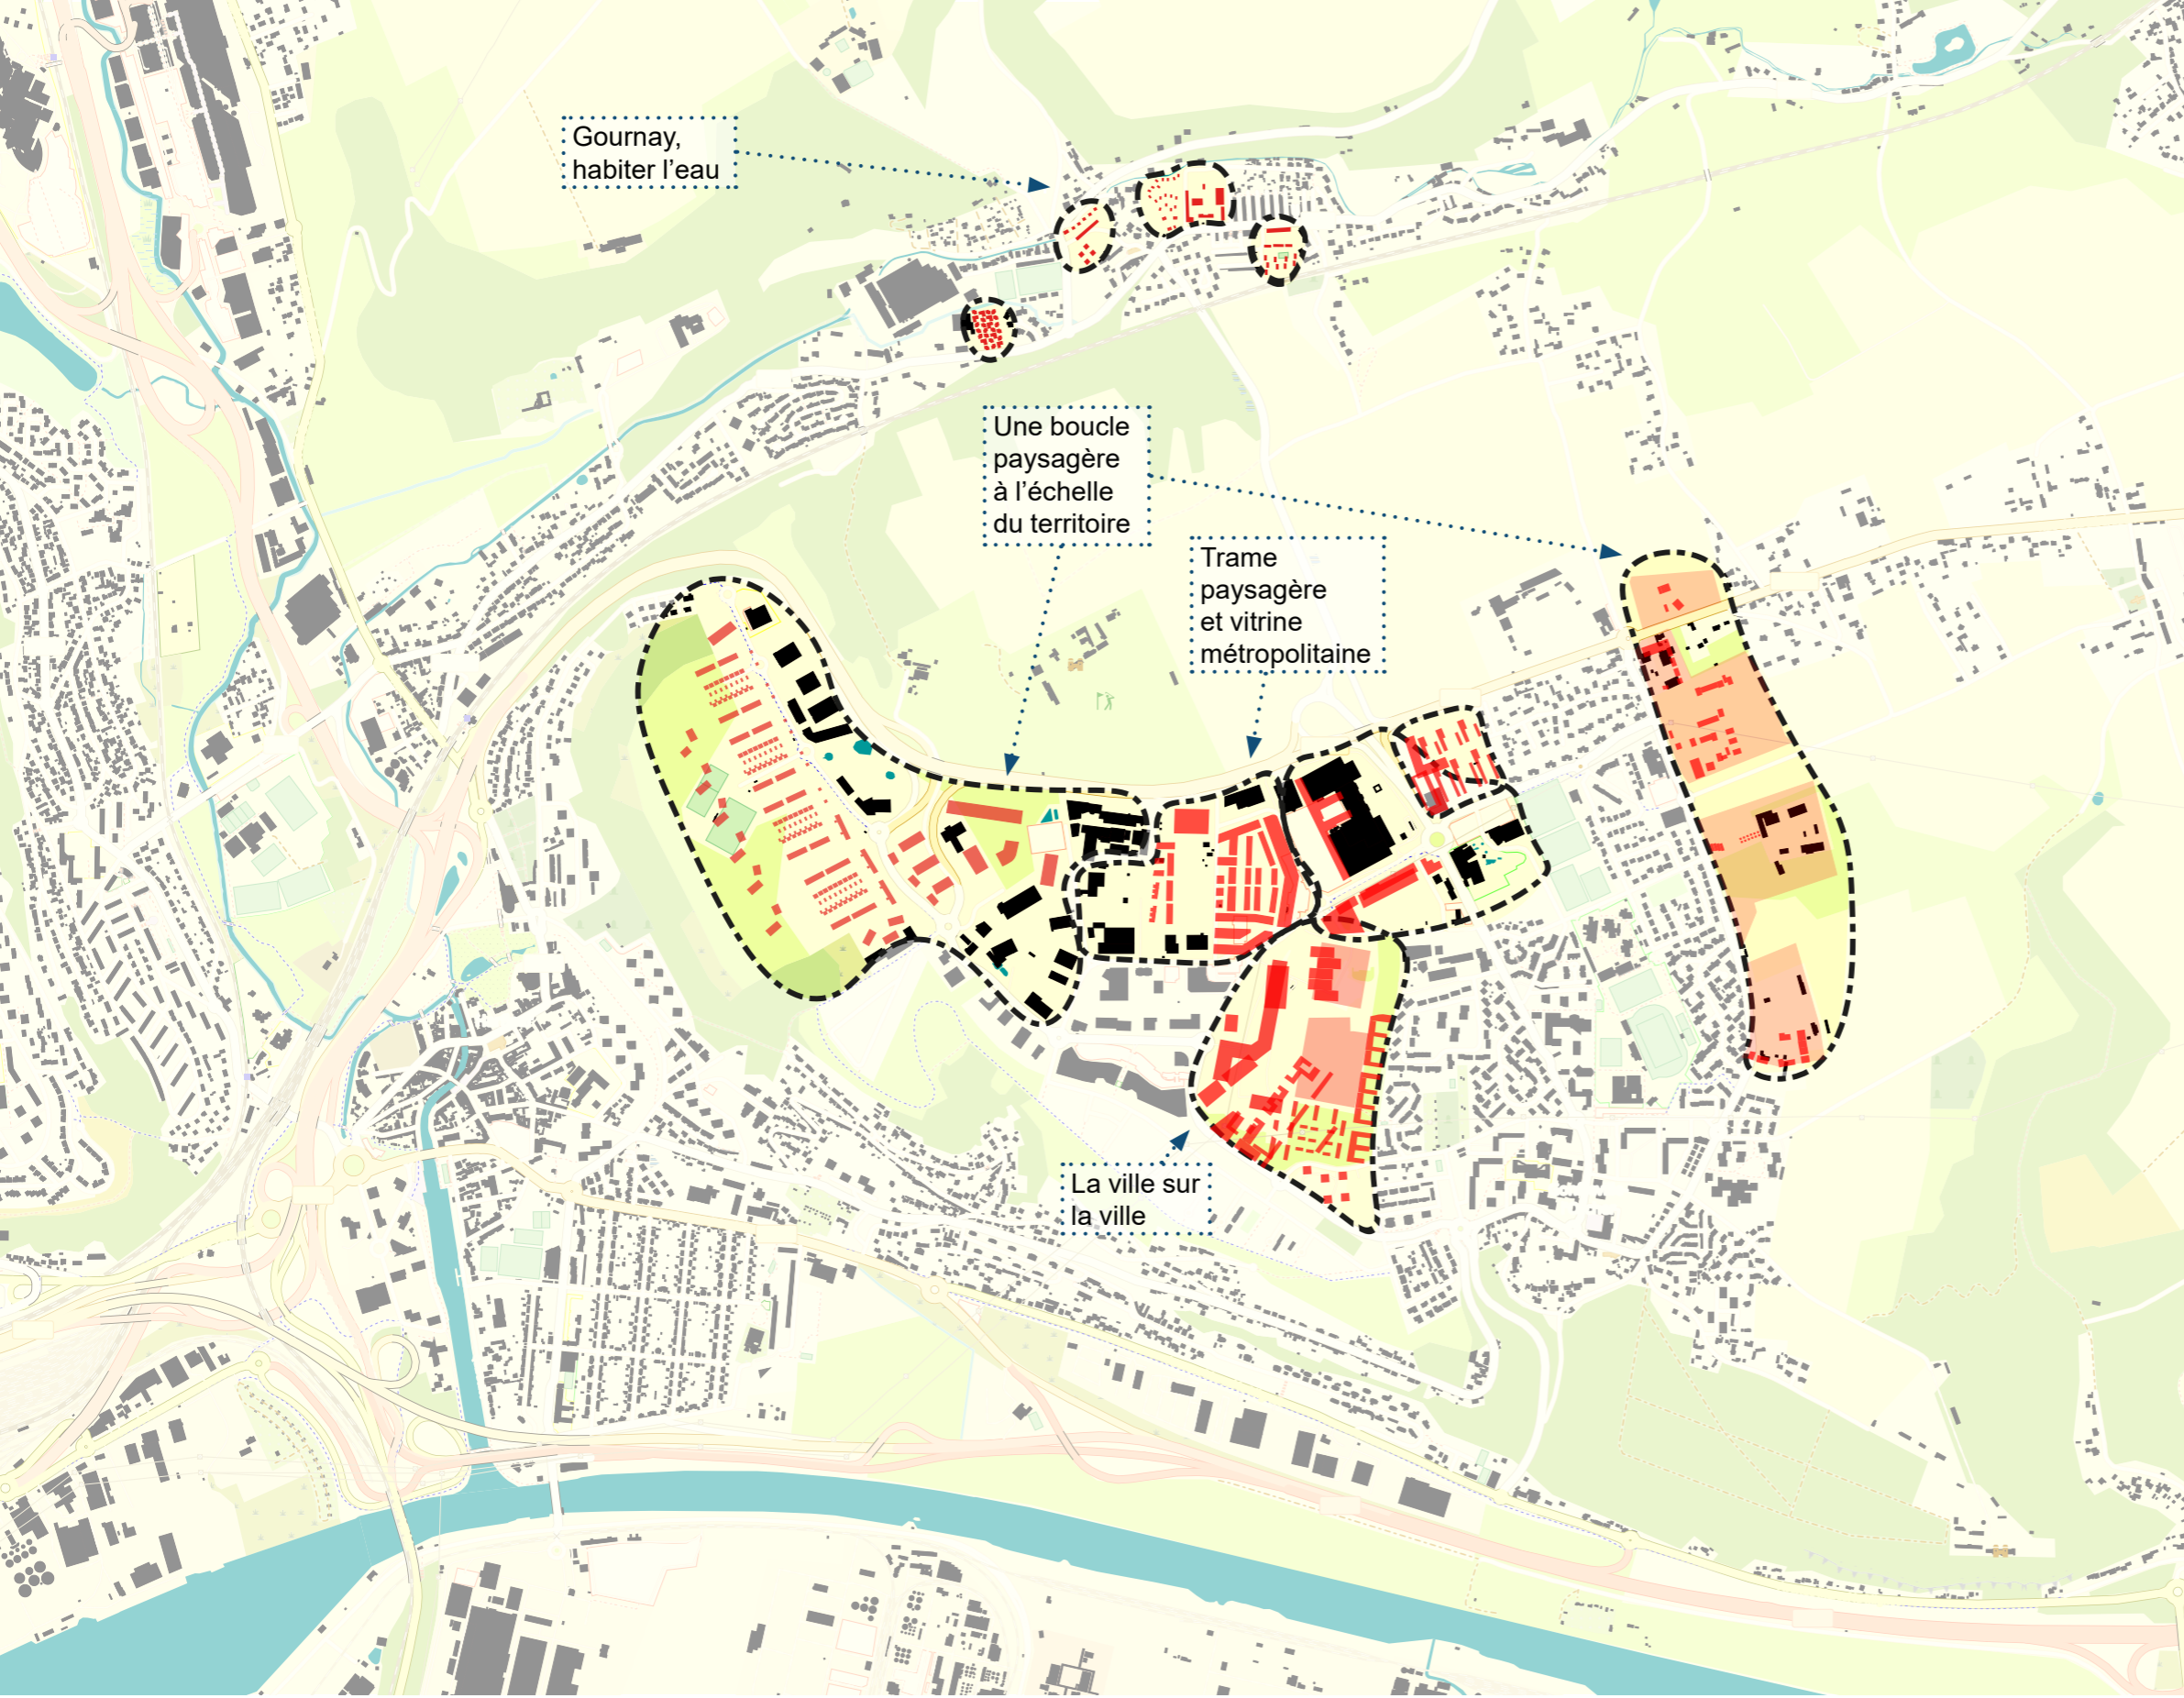 Gournay,
habiter l’eau
Une boucle
paysagère
à l’échelle
du territoire
Trame
paysagère
et vitrine
métropolitaine
La ville sur
la ville